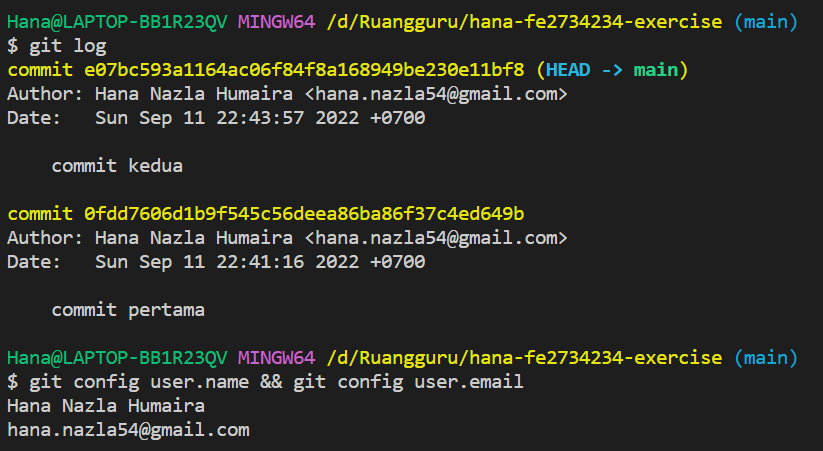 Hana@LAPTOP-BB1R23QV MINGW64 /d/Ruangguru/hana-fe2734234-exercise (main)
$ git log
commit e07bc593a1164ac06f84f8a168949be230e11bf8 (HEAD -> main)
Author: Hana Nazla Humaira <hana.nazla54@gmail.com>
Date:   Sun Sep 11 22:43:57 2022 +0700
    commit kedua
commit 0fdd7606d1b9f545c56deea86ba86f37c4ed649b
Author: Hana Nazla Humaira <hana.nazla54@gmail.com>
Date:   Sun Sep 11 22:41:16 2022 +0700
    commit pertama
Hana@LAPTOP-BB1R23QV MINGW64 /d/Ruangguru/hana-fe2734234-exercise (main)
$ git config user.name && git config user.email
Hana Nazla Humaira
hana.nazla54@gmail.com